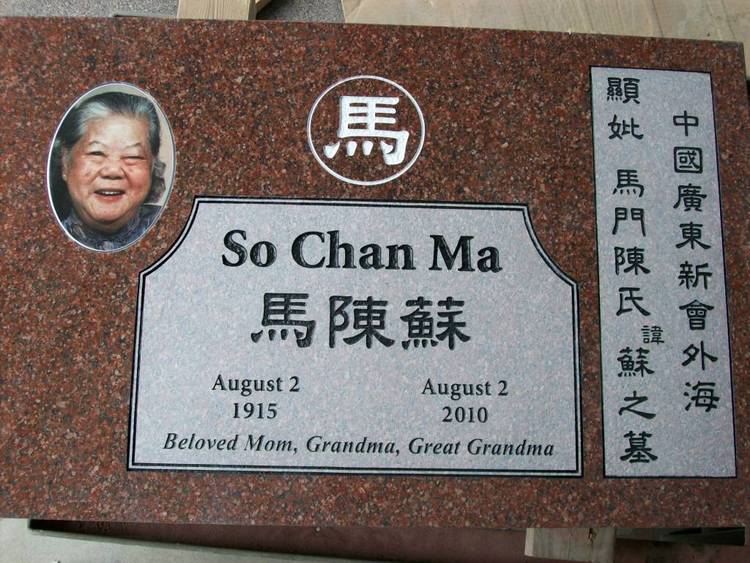 馬
So Chan Ma
馬陳蘇
August 2
1915
August 2
2010
Beloved Mom, Grandma, Great Grandma
中國廣東新會外海
顯妣馬門陳氏諱蘇之墓